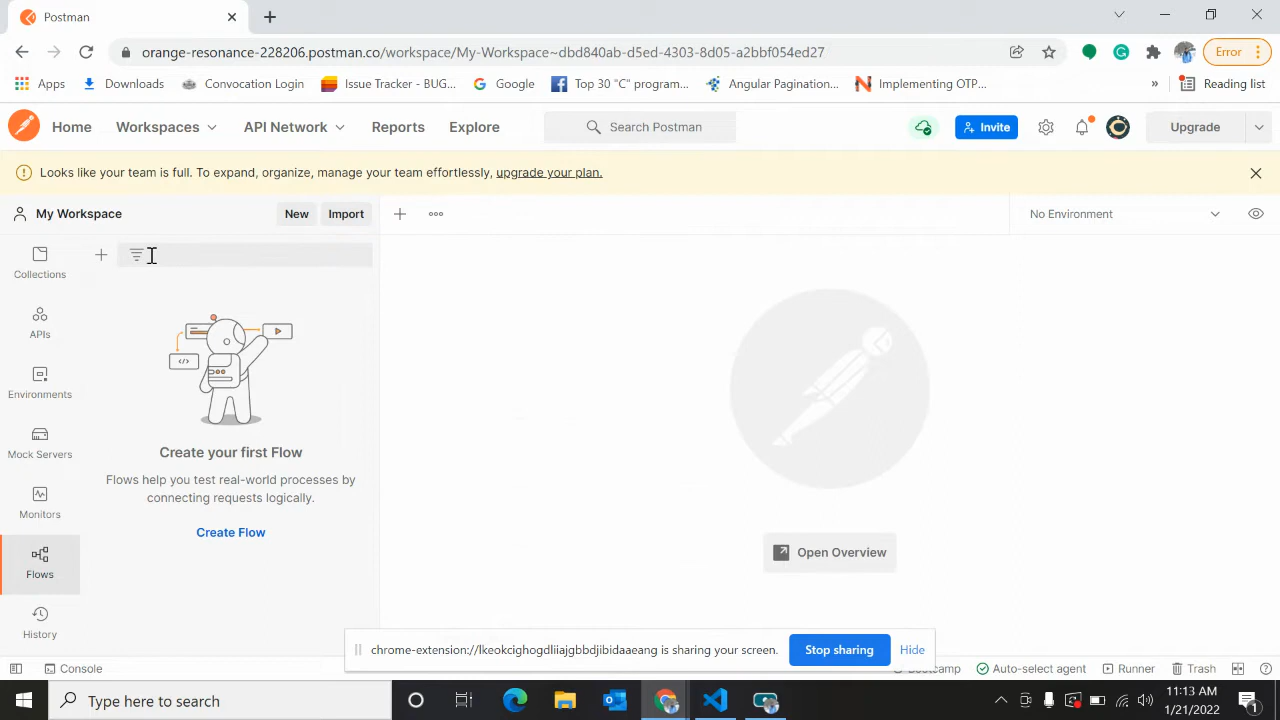 Postman
orange-resonance-228206.postman.co/workspace/My-Workspace~dbd840ab-d5ed-4303-8d05-a2bbf054ed27
Error
Apps
Downloads
Convocation Login
Issue Tracker - BUG...
Google
Top 30 "C" program...
Angular Pagination...
Implementing OTP...
»
Reading list
Home
Workspaces
API Network
Reports
Explore
Search Postman
Invite
Upgrade
Looks like your team is full. To expand, organize, manage your team effortlessly, upgrade your plan.
My Workspace
New
Import
No Environment
Collections
APIs
Environments
Mock Servers
Monitors
Flows
History
Create your first Flow
Flows help you test real-world processes by
connecting requests logically.
Create Flow
Open Overview
chrome-extension://lkeokcighogdliiajgbbdjibidaaeang is sharing your screen.
Stop sharing
Hide
Console
Bootcamp
Auto-select agent
Runner
Trash
Type here to search
11:13 AM
1/21/2022
1